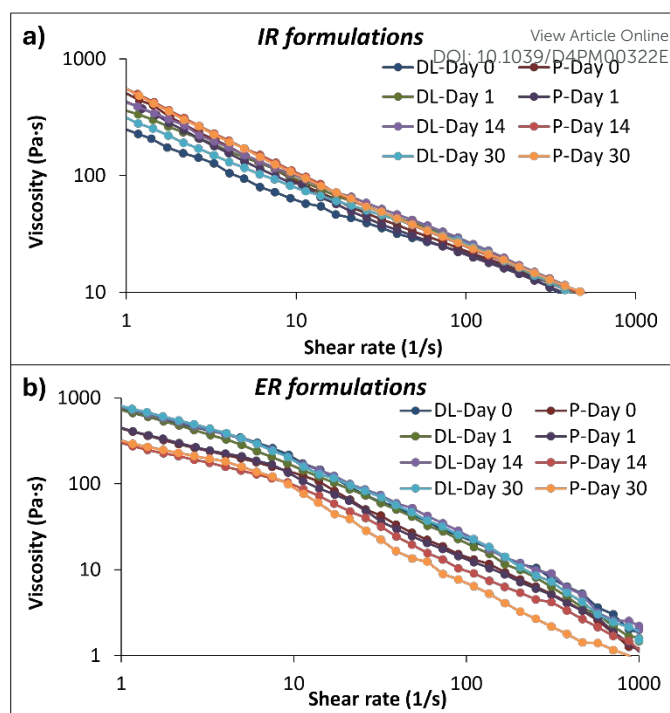 a)
IR formulations
View Article Online
DOI: 10.1039/D4PM00322E
1000
100
10
Viscosity (Pa·s)
DL-Day 0
P-Day 0
DL-Day 1
P-Day 1
DL-Day 14
P-Day 14
DL-Day 30
P-Day 30
1
10
100
1000
Shear rate (1/s)
b)
ER formulations
1000
100
10
1
Viscosity (Pa·s)
DL-Day 0
P-Day 0
DL-Day 1
P-Day 1
DL-Day 14
P-Day 14
DL-Day 30
P-Day 30
1
10
100
1000
Shear rate (1/s)